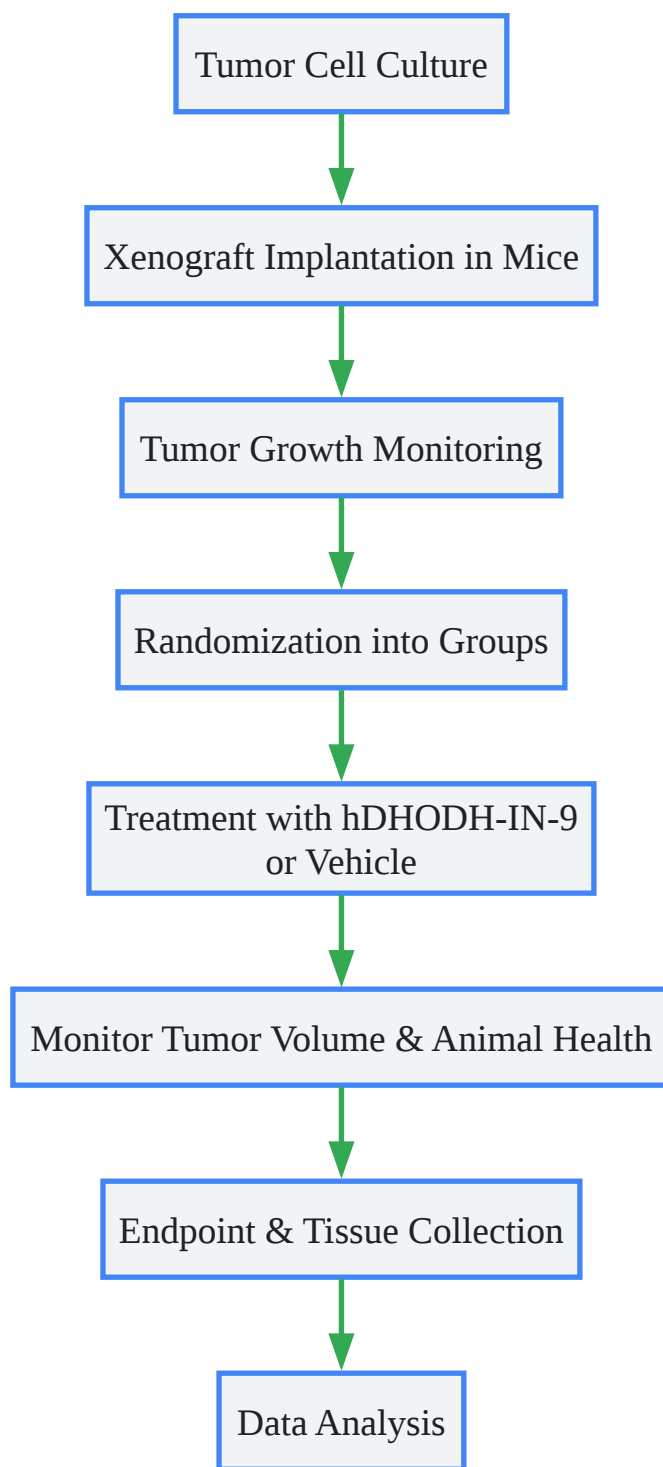 Tumor Cell Culture
Xenograft Implantation in Mice
Tumor Growth Monitoring
Randomization into Groups
Treatment with hDHODH-IN-9
or Vehicle
Monitor Tumor Volume & Animal Health
Endpoint & Tissue Collection
Data Analysis